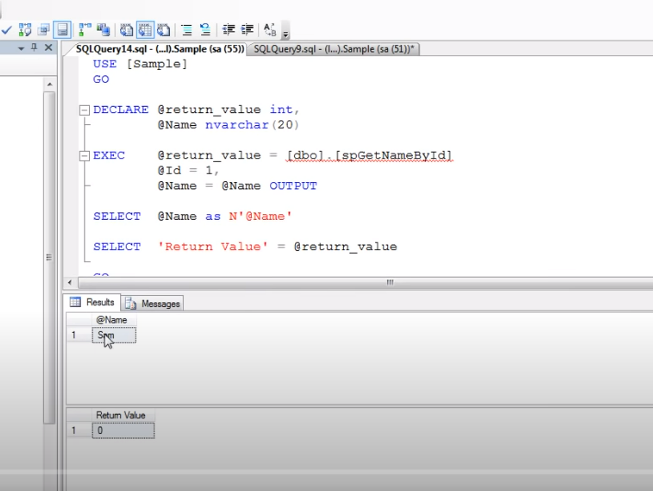 SQLQuery14.sql - (...l).Sample (sa (55)) SQLQuery9.sql - (l...).Sample (sa (51))*
USE [Sample]
GO
DECLARE @return_value int,
@Name nvarchar(20)
EXEC @return_value = [dbo].[spGetNameById]
@Id = 1,
@Name = @Name OUTPUT
SELECT @Name as N'@Name'
SELECT 'Return Value' = @return_value
GO
Results Messages
@Name
1 Sam
Return Value
1 0